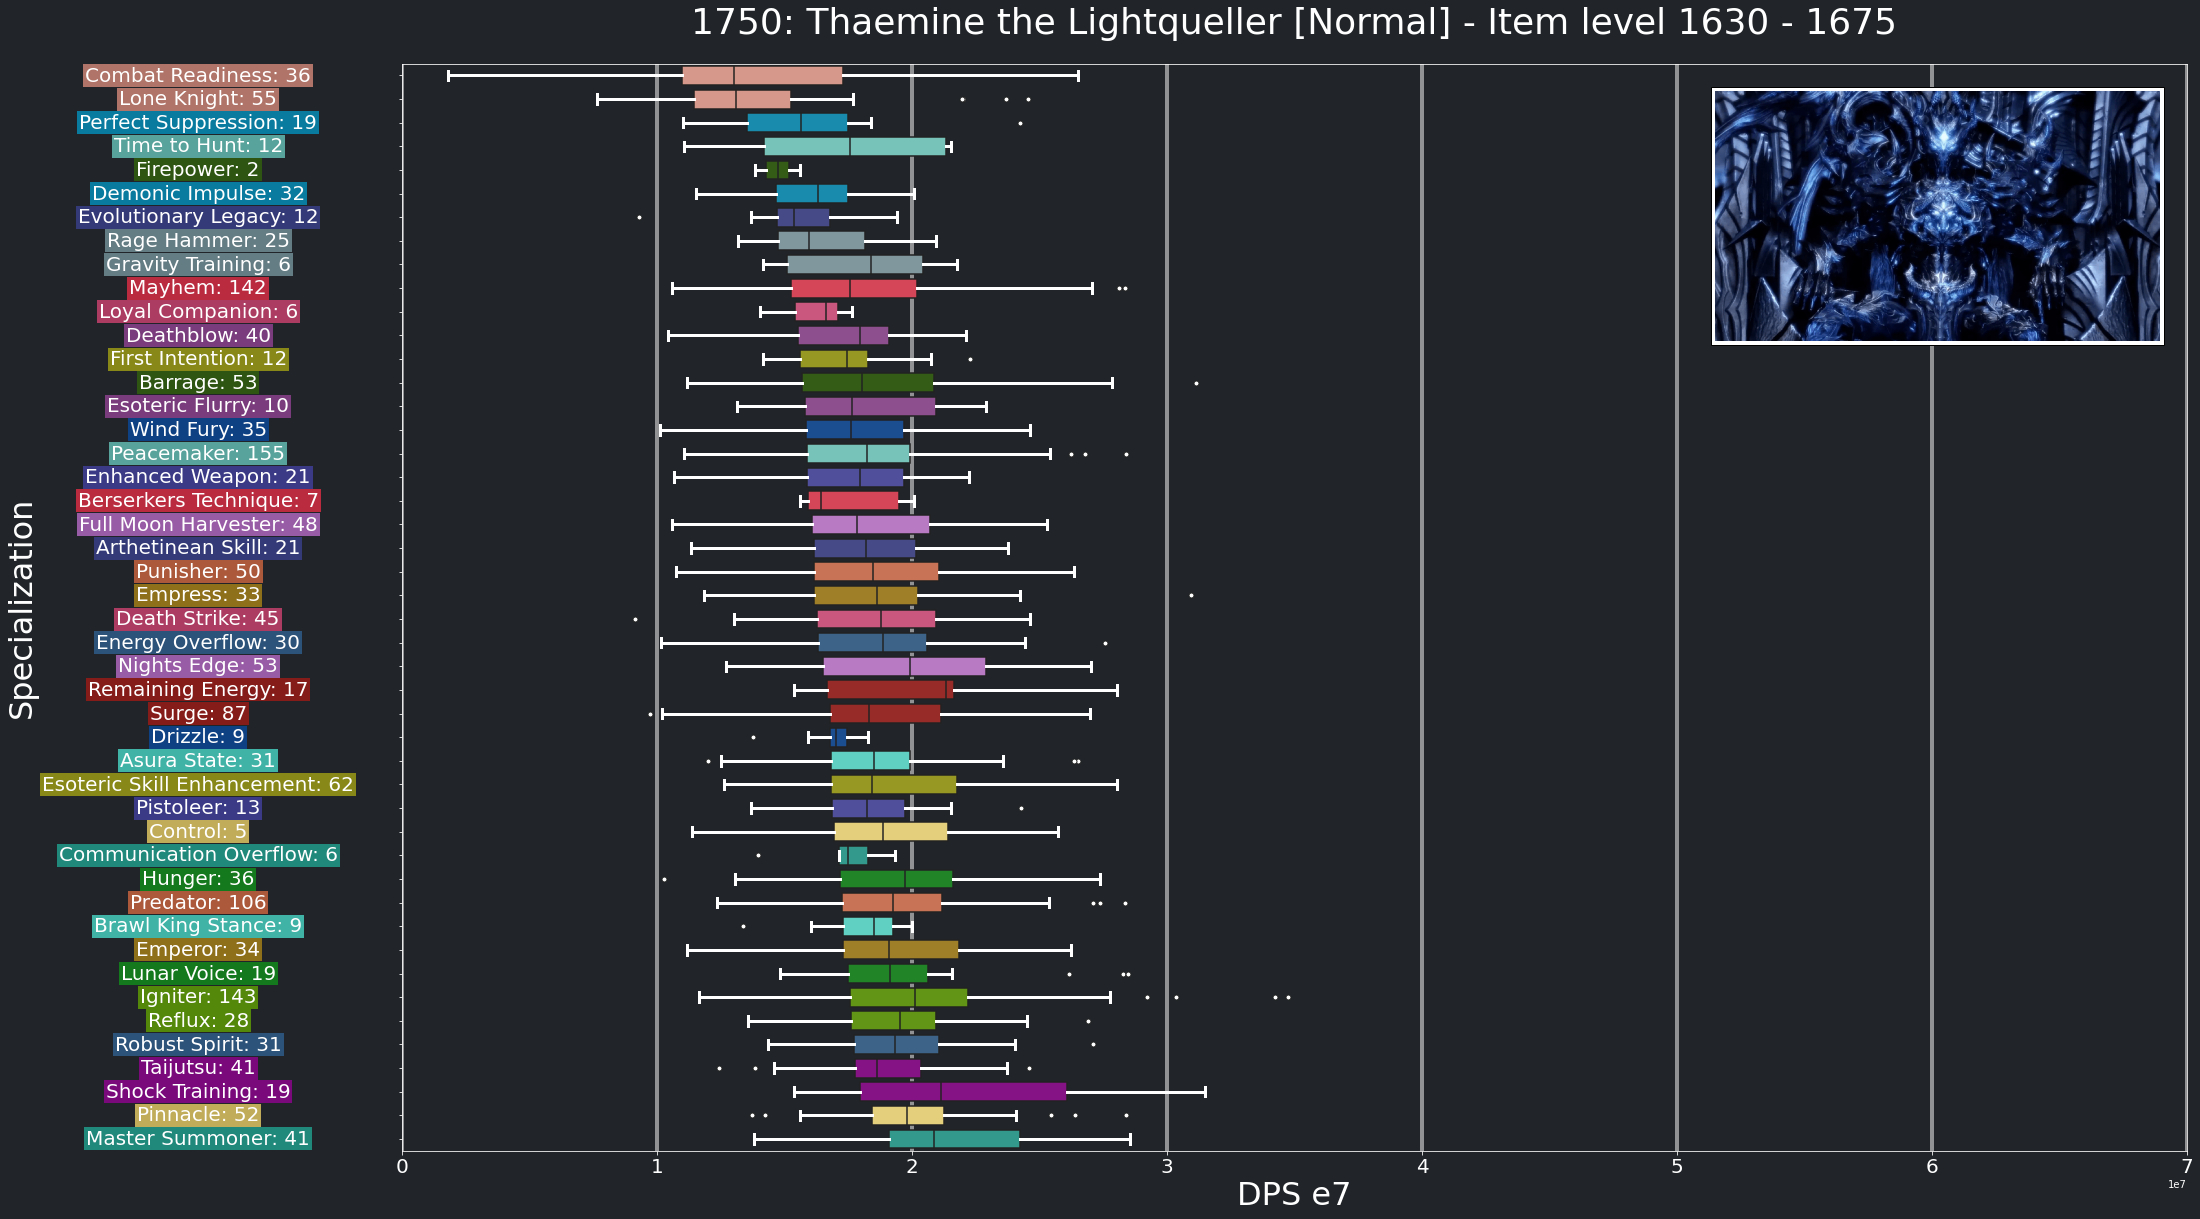 1750: Thaemine the Lightqueller [Normal] - Item level 1630 - 1675
Combat Readiness: 36
Lone Knight: 55
Perfect Suppression: 19
Time to Hunt: 12
Firepower: 2
Demonic Impulse: 32
Evolutionary Legacy: 12
Rage Hammer: 25
Gravity Training: 6
Mayhem: 142
Loyal Companion: 6
Deathblow: 40
First Intention: 12
Barrage: 53
Esoteric Flurry: 10
Wind Fury: 35
Peacemaker: 155
Enhanced Weapon: 21
Berserkers Technique: 7
Full Moon Harvester: 48
Arthetinean Skill: 21
Punisher: 50
Empress: 33
Death Strike: 45
Energy Overflow: 30
Nights Edge: 53
Remaining Energy: 17
Surge: 87
Drizzle: 9
Asura State: 31
Esoteric Skill Enhancement: 62
Pistoleer: 13
Control: 5
Communication Overflow: 6
Hunger: 36
Predator: 106
Brawl King Stance: 9
Emperor: 34
Lunar Voice: 19
Igniter: 143
Reflux: 28
Robust Spirit: 31
Taijutsu: 41
Shock Training: 19
Pinnacle: 52
Master Summoner: 41
Specialization
0 1 2 3 4 5 6 7
1e7
DPS e7